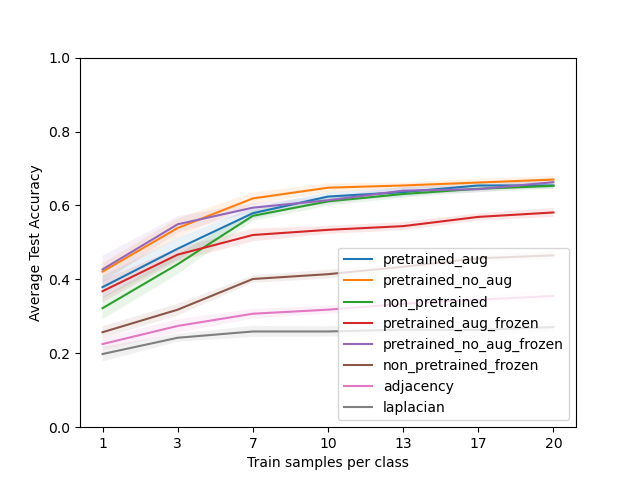 1.0
0.8
0.6
0.4
0.2
0.0
Average Test Accuracy
pretrained_aug
pretrained_no_aug
non_pretrained
pretrained_aug_frozen
pretrained_no_aug_frozen
non_pretrained_frozen
adjacency
laplacian
1 3 7 10 13 17 20
Train samples per class